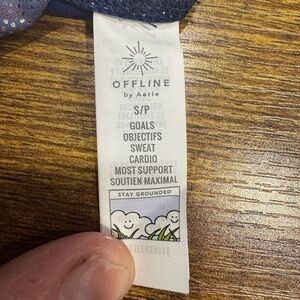 OFFLINE
by Aerie
S/P
GOALS
OBJECTIFS
SWEAT
CARDIO
MOST SUPPORT
SOUTIEN MAXIMAL
STAY GROUNDED